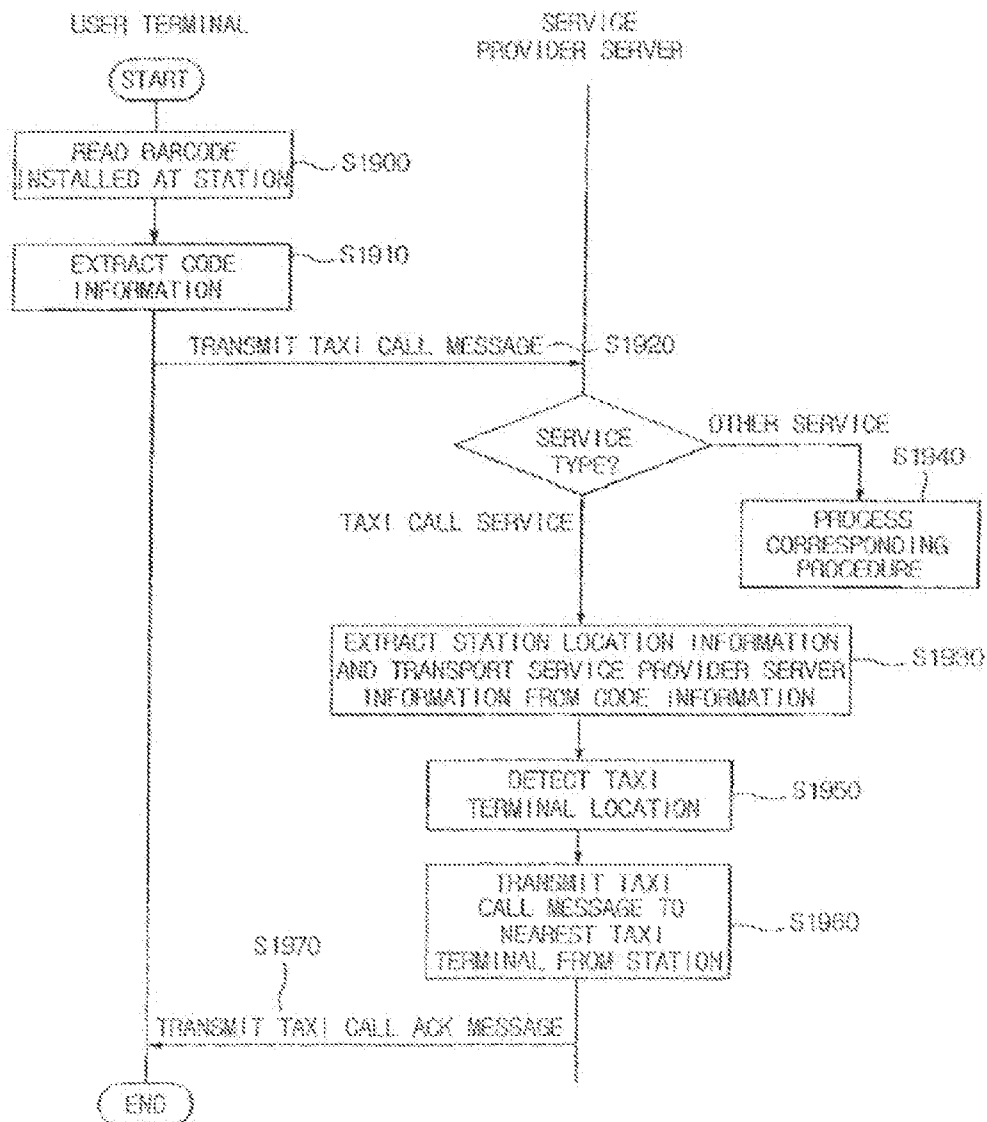 USER TERMINAL
SERVICE
PROVIDER SERVER
START
READ BARCODE
INSTALLED AT STATION
S1900
EXTRACT CODE
INFORMATION
S1910
TRANSMIT TAXI CALL MESSAGE
S1920
SERVICE
TYPE?
OTHER SERVICE
S1940
PROCESS
CORRESPONDING
PROCEDURE
TAXI CALL SERVICE
EXTRACT STATION LOCATION INFORMATION
AND TRANSPORT SERVICE PROVIDER SERVER
INFORMATION FROM CODE INFORMATION
S1930
DETECT TAXI
TERMINAL LOCATION
S1950
TRANSMIT TAXI
CALL MESSAGE TO
NEAREST TAXI
TERMINAL FROM STATION
S1960
S1970
TRANSMIT TAXI CALL ACK MESSAGE
END